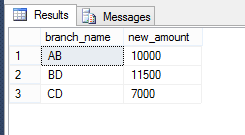 Results Messages
branch_name new_amount
1 AB 10000
2 BD 11500
3 CD 7000